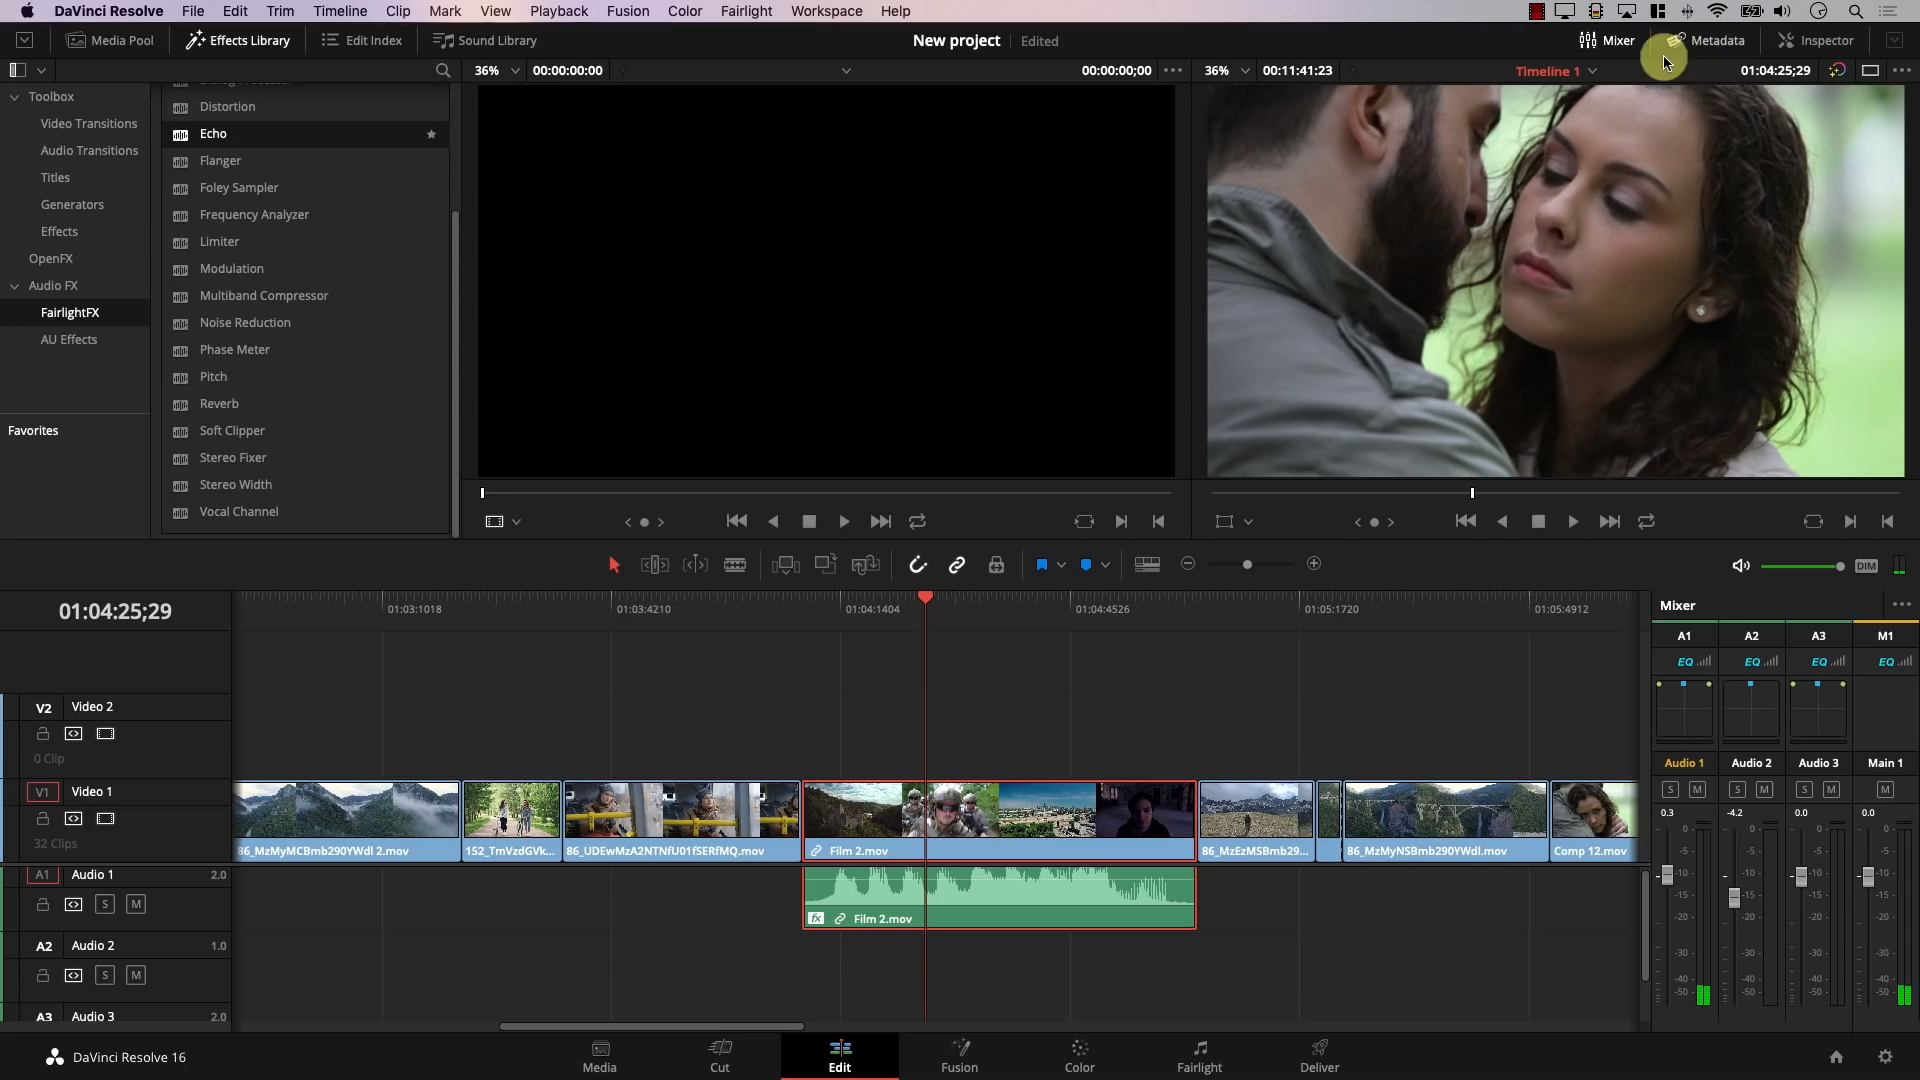 DaVinci Resolve File Edit Trim Timeline Clip Mark View Playback Fusion Color Fairlight Workspace Help
Media Pool Effects Library Edit Index Sound Library New project Edited Mixer Metadata Inspector
36% 00:00:00:00 00:00:00;00 36% 00:11:41:23 Timeline 1 01:04:25;29
Toolbox
Video Transitions
Audio Transitions
Titles
Generators
Effects
OpenFX
Audio FX
FairlightFX
AU Effects
Favorites
Distortion
Echo
Flanger
Foley Sampler
Frequency Analyzer
Limiter
Modulation
Multiband Compressor
Noise Reduction
Phase Meter
Pitch
Reverb
Soft Clipper
Stereo Fixer
Stereo Width
Vocal Channel
DIM
01:04:25;29
01:03:1018 01:03:4210 01:04:1404 01:04:4526 01:05:1720 01:05:4912
V2 Video 2
0 Clip
V1 Video 1
32 Clips
86_MzMyMCBmb290YWdl 2.mov 152_TmVzdGVk... 86_UDEwMzA2NTNfU01fSERfMQ.mov Film 2.mov 86_MzEzMSBmb29... 86_MzMyNSBmb290YWdl.mov Comp 12.mov
A1 Audio 1 2.0
S M
fx Film 2.mov
A2 Audio 2 1.0
S M
A3 Audio 3 2.0
Mixer
A1 A2 A3 M1
EQ EQ EQ EQ
Audio 1 Audio 2 Audio 3 Main 1
S M S M S M M
0.3 -4.2 0.0 0.0
0 0 0 0
-5 -5 -5 -5
-10 -10 -10 -10
-15 -15 -15 -15
-20 -20 -20 -20
-30 -30 -30 -30
-40 -40 -40 -40
-50 -50 -50 -50
DaVinci Resolve 16
Media Cut Edit Fusion Color Fairlight Deliver